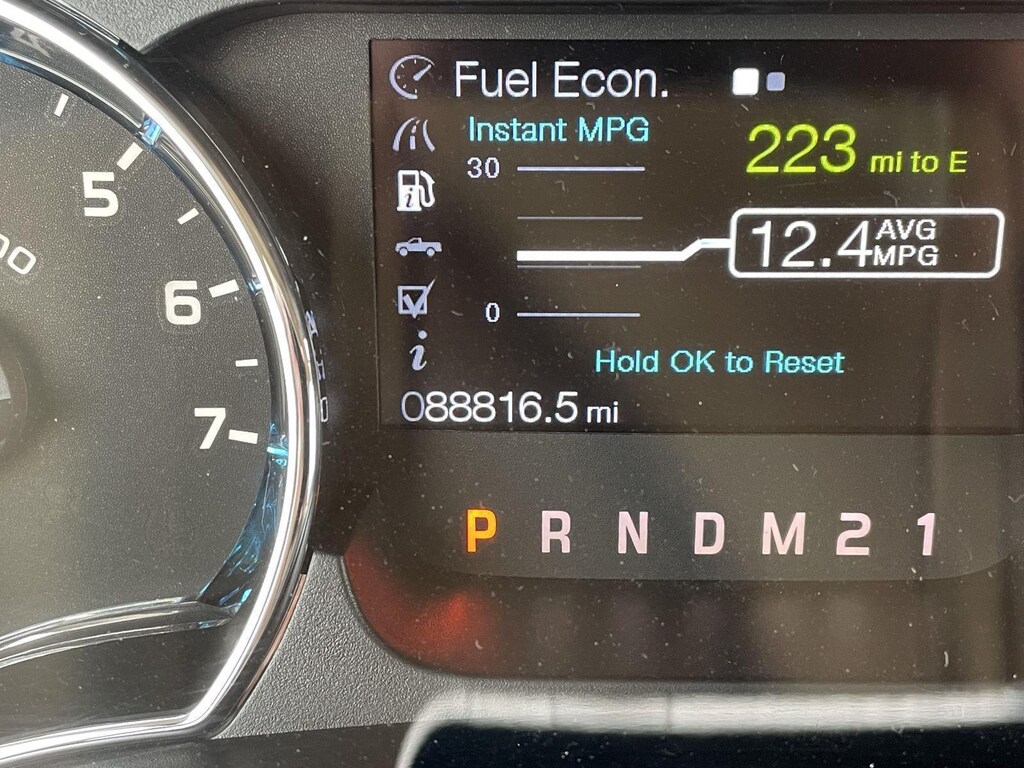 Fuel Econ.
Instant MPG
223 mi to E
30
12.4 AVG MPG
0
Hold OK to Reset
088816.5 mi
5
6
7
P R N D M 2 1